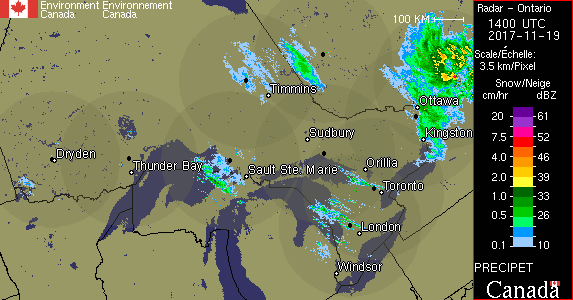 Environment Environnement
Canada Canada
100 KM
Radar - Ontario
1400 UTC
2017-11-19
Scale/Échelle:
3.5 km/Pixel
Snow/Neige
cm/hr dBZ
20 61
7.5 52
4.0 46
2.0 39
1.0 33
0.5 26
0.1 10
PRECIPET
Canada
Timmins
Ottawa
Kingston
Sudbury
Dryden
Thunder Bay
Sault Ste. Marie
Orillia
Toronto
London
Windsor